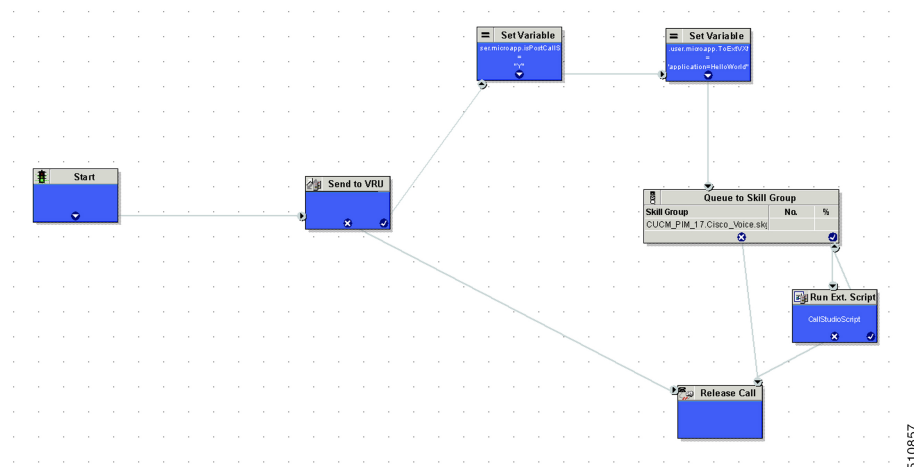 Set Variable
ser.microapp.isPostCallS
=
"y"
Set Variable
user.microapp.ToExtVXM
=
"application=HelloWorld"
Start
Send to VRU
Queue to Skill Group
Skill Group No. %
CUCM_PIM_17.Cisco_Voice.skg
Run Ext. Script
CallStudioScript
Release Call
510857